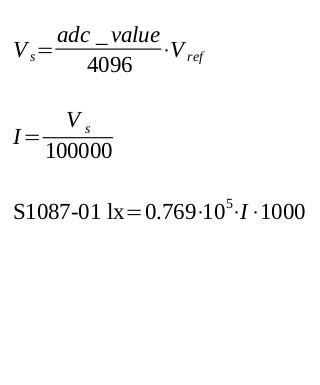 V_s = adc_value / 4096 · V_ref
I = V_s / 100000
S1087-01 lx = 0.769·10^5·I·1000